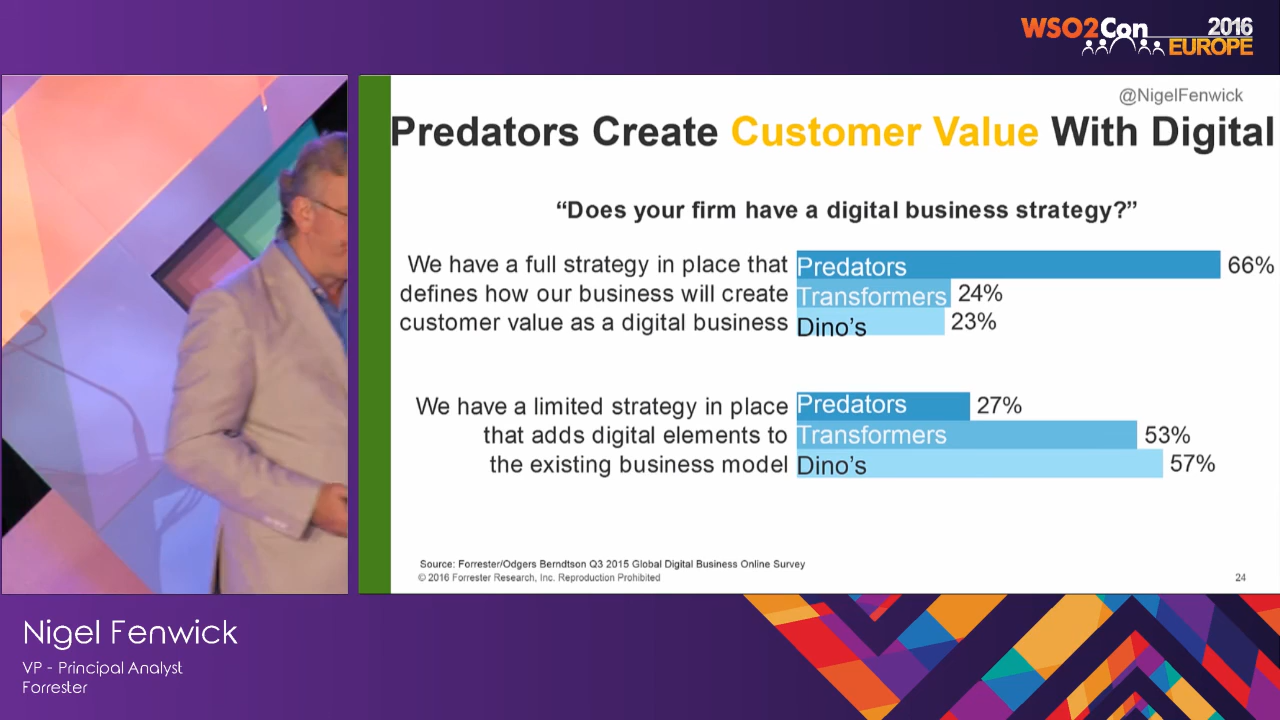 WSO2Con 2016
EUROPE
@NigelFenwick
Predators Create Customer Value With Digital
“Does your firm have a digital business strategy?”
We have a full strategy in place that
defines how our business will create
customer value as a digital business
Predators 66%
Transformers 24%
Dino’s 23%
We have a limited strategy in place
that adds digital elements to
the existing business model
Predators 27%
Transformers 53%
Dino’s 57%
Source: Forrester/Odgers Berndtson Q3 2015 Global Digital Business Online Survey
© 2016 Forrester Research, Inc. Reproduction Prohibited
24
Nigel Fenwick
VP - Principal Analyst
Forrester